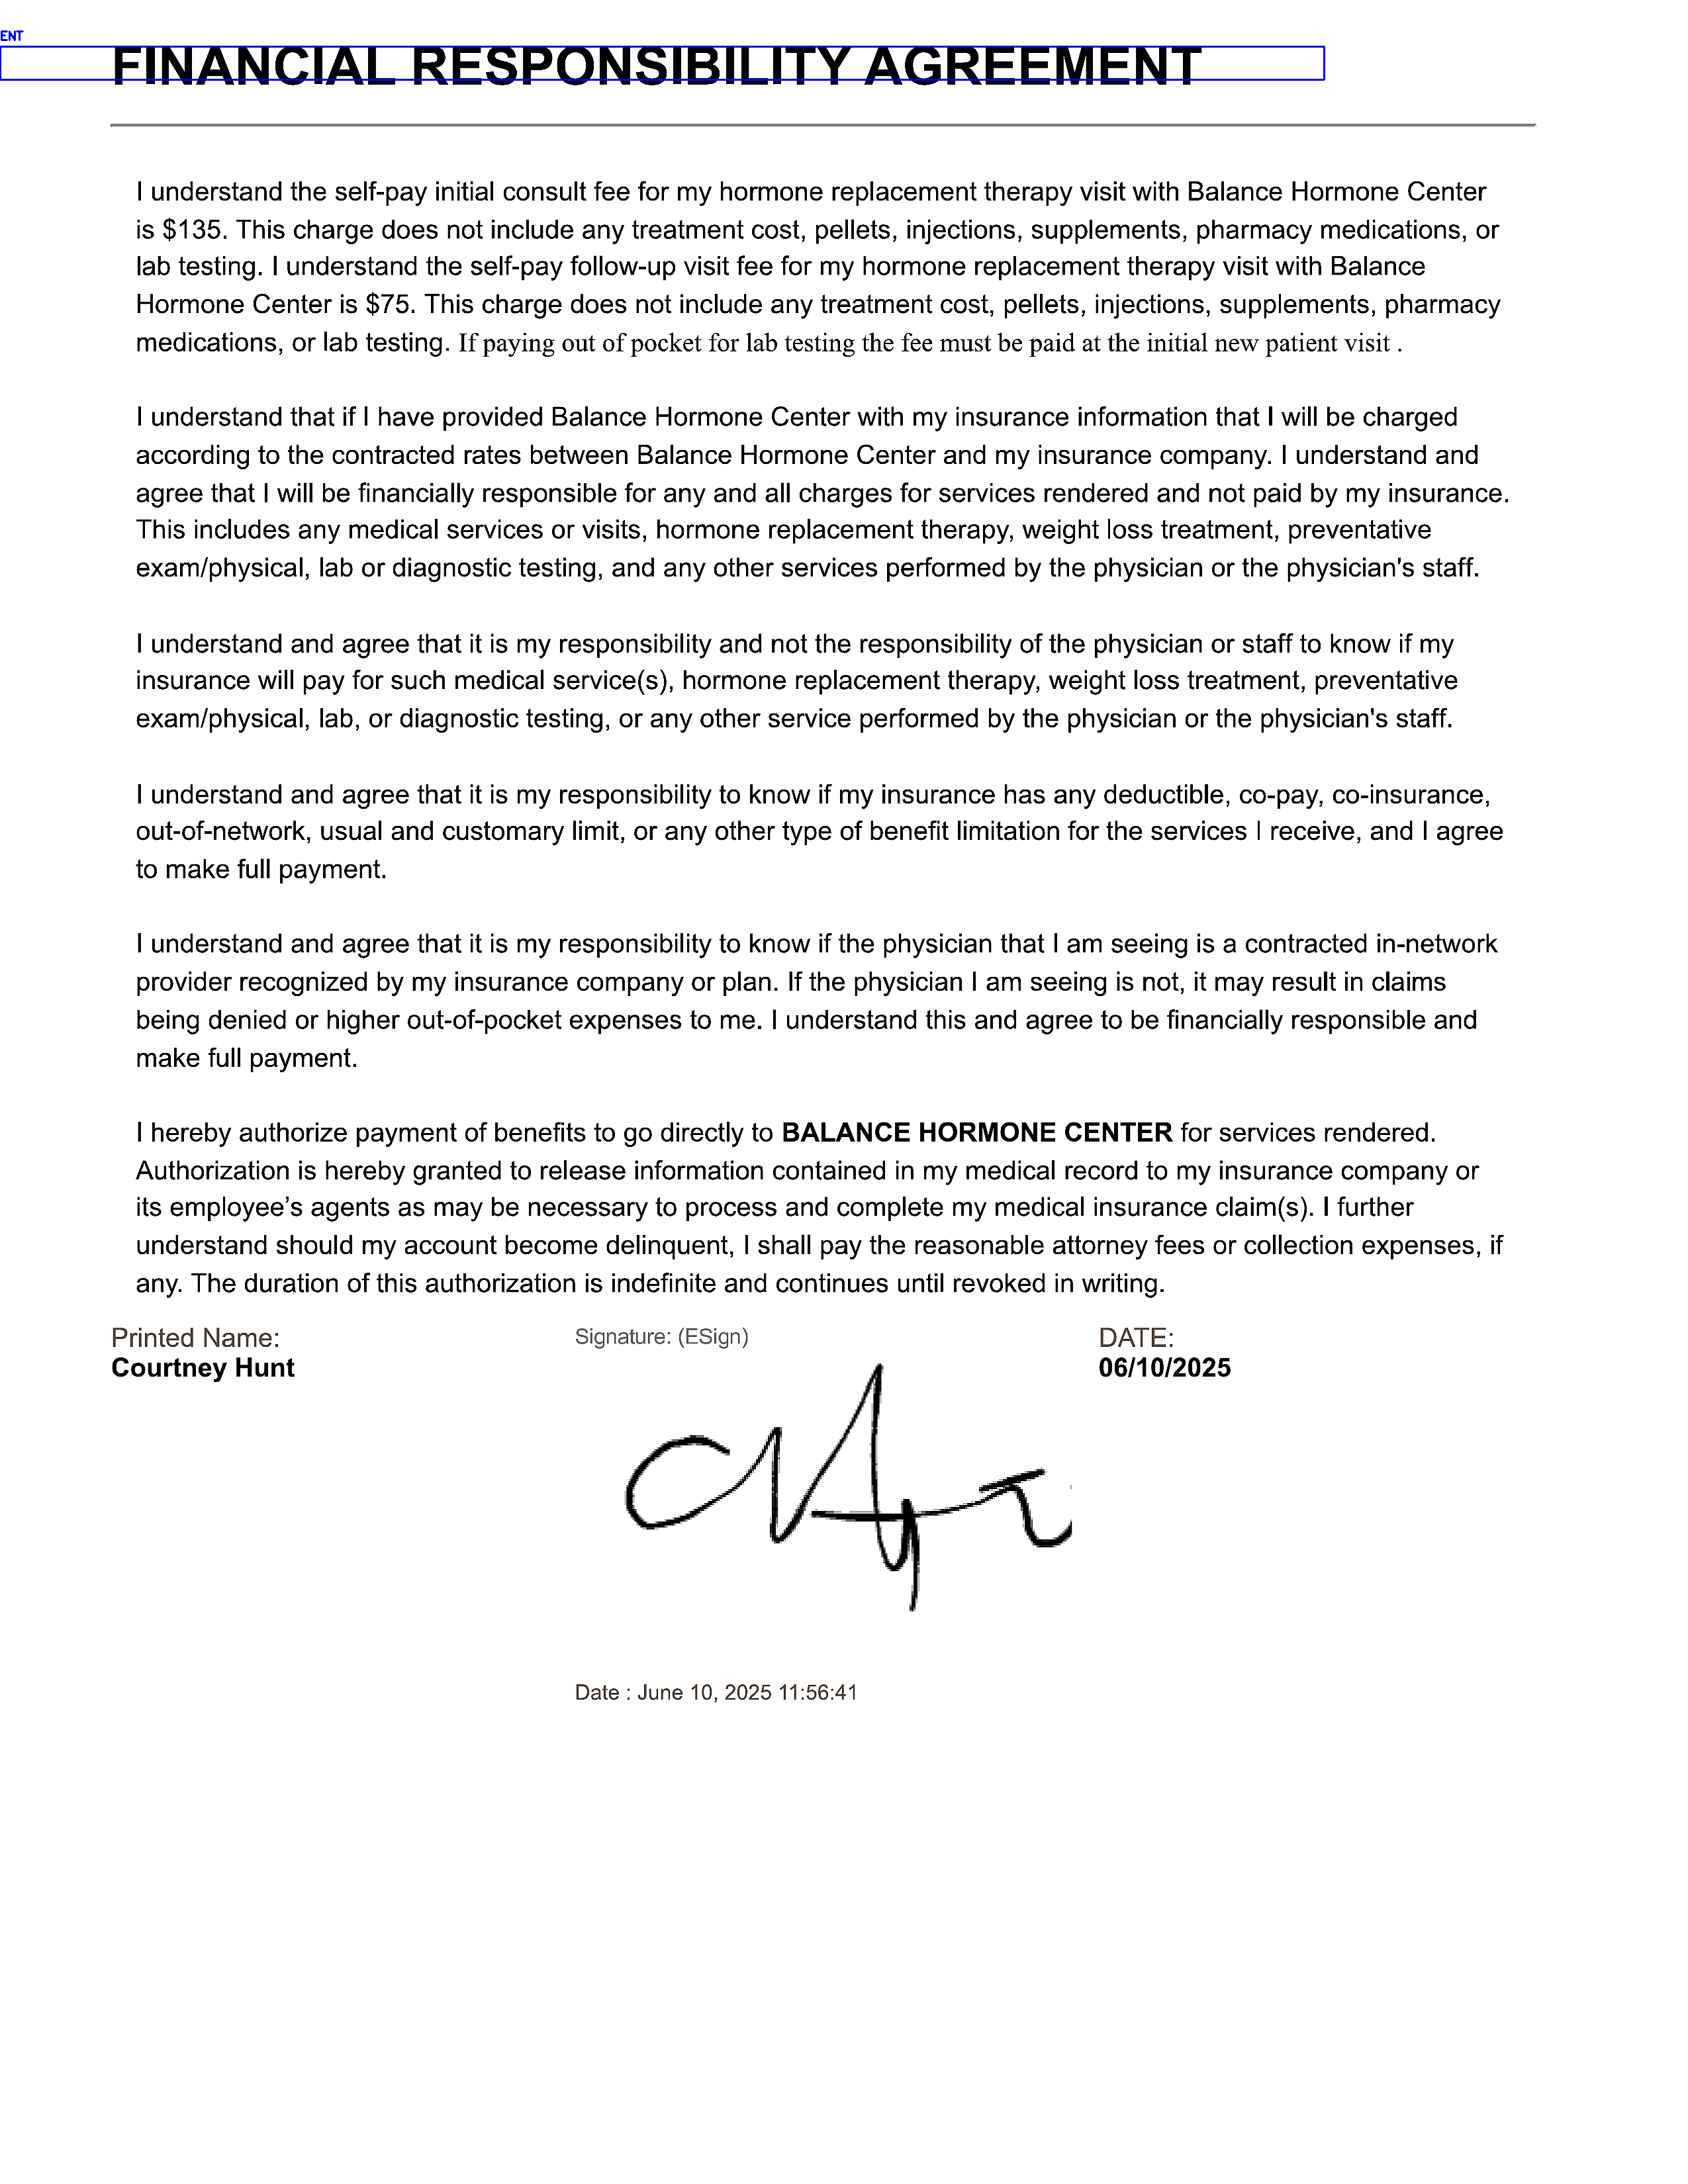 ENT
FINANCIAL RESPONSIBILITY AGREEMENT
I understand the self-pay initial consult fee for my hormone replacement therapy visit with Balance Hormone Center
is $135. This charge does not include any treatment cost, pellets, injections, supplements, pharmacy medications, or
lab testing. I understand the self-pay follow-up visit fee for my hormone replacement therapy visit with Balance
Hormone Center is $75. This charge does not include any treatment cost, pellets, injections, supplements, pharmacy
medications, or lab testing. If paying out of pocket for lab testing the fee must be paid at the initial new patient visit .
I understand that if I have provided Balance Hormone Center with my insurance information that I will be charged
according to the contracted rates between Balance Hormone Center and my insurance company. I understand and
agree that I will be financially responsible for any and all charges for services rendered and not paid by my insurance.
This includes any medical services or visits, hormone replacement therapy, weight loss treatment, preventative
exam/physical, lab or diagnostic testing, and any other services performed by the physician or the physician's staff.
I understand and agree that it is my responsibility and not the responsibility of the physician or staff to know if my
insurance will pay for such medical service(s), hormone replacement therapy, weight loss treatment, preventative
exam/physical, lab, or diagnostic testing, or any other service performed by the physician or the physician's staff.
I understand and agree that it is my responsibility to know if my insurance has any deductible, co-pay, co-insurance,
out-of-network, usual and customary limit, or any other type of benefit limitation for the services I receive, and I agree
to make full payment.
I understand and agree that it is my responsibility to know if the physician that I am seeing is a contracted in-network
provider recognized by my insurance company or plan. If the physician I am seeing is not, it may result in claims
being denied or higher out-of-pocket expenses to me. I understand this and agree to be financially responsible and
make full payment.
I hereby authorize payment of benefits to go directly to BALANCE HORMONE CENTER for services rendered.
Authorization is hereby granted to release information contained in my medical record to my insurance company or
its employee’s agents as may be necessary to process and complete my medical insurance claim(s). I further
understand should my account become delinquent, I shall pay the reasonable attorney fees or collection expenses, if
any. The duration of this authorization is indefinite and continues until revoked in writing.
Printed Name: Signature: (ESign) DATE:
Courtney Hunt 06/10/2025
Date : June 10, 2025 11:56:41